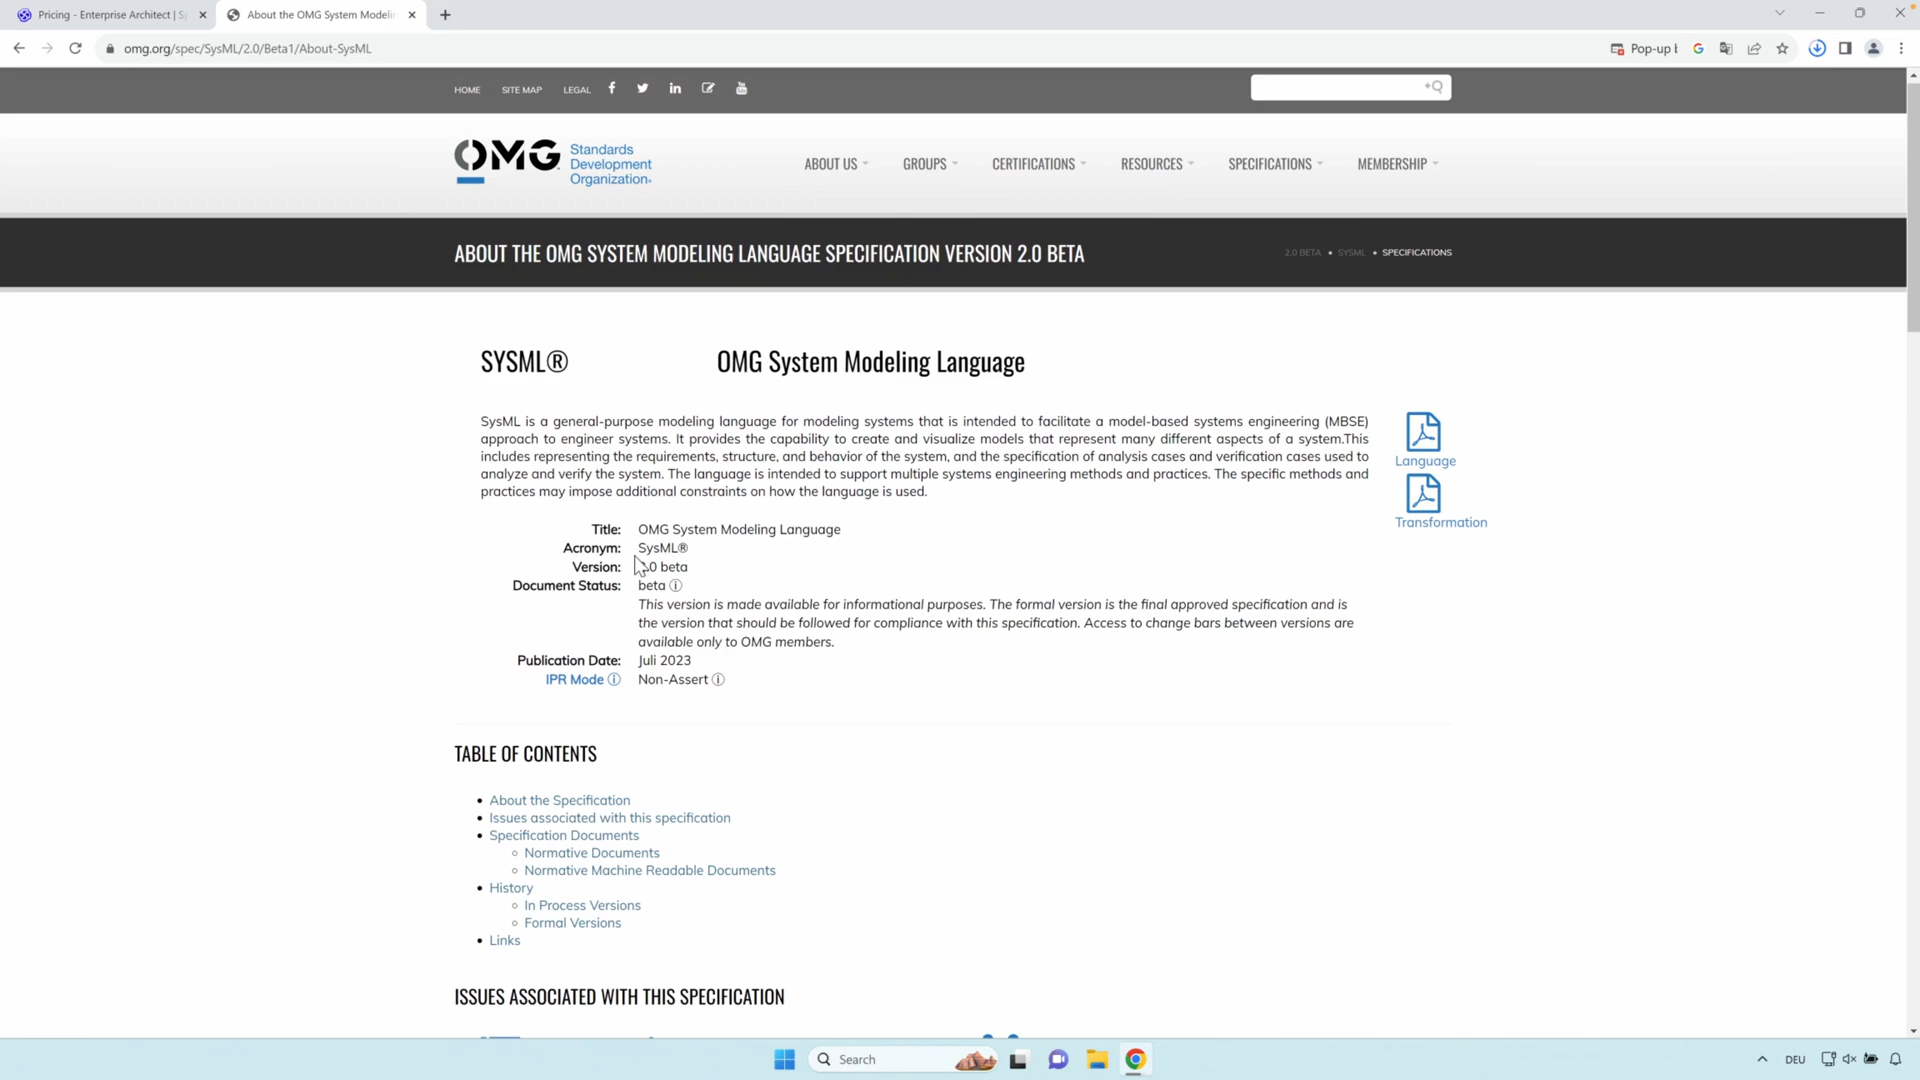 Pricing - Enterprise Architect | Sp
About the OMG System Modelin
omg.org/spec/SysML/2.0/Beta1/About-SysML
Pop-up
HOME SITE MAP LEGAL
OMG Standards
Development
Organization
ABOUT US GROUPS CERTIFICATIONS RESOURCES SPECIFICATIONS MEMBERSHIP
ABOUT THE OMG SYSTEM MODELING LANGUAGE SPECIFICATION VERSION 2.0 BETA
2.0 BETA • SYSML • SPECIFICATIONS
SYSML® OMG System Modeling Language
SysML is a general-purpose modeling language for modeling systems that is intended to facilitate a model-based systems engineering (MBSE)
approach to engineer systems. It provides the capability to create and visualize models that represent many different aspects of a system.This
includes representing the requirements, structure, and behavior of the system, and the specification of analysis cases and verification cases used to
analyze and verify the system. The language is intended to support multiple systems engineering methods and practices. The specific methods and
practices may impose additional constraints on how the language is used.
Language
Transformation
Title: OMG System Modeling Language
Acronym: SysML®
Version: .0 beta
Document Status: beta
This version is made available for informational purposes. The formal version is the final approved specification and is
the version that should be followed for compliance with this specification. Access to change bars between versions are
available only to OMG members.
Publication Date: Juli 2023
IPR Mode Non-Assert
TABLE OF CONTENTS
• About the Specification
• Issues associated with this specification
• Specification Documents
◦ Normative Documents
◦ Normative Machine Readable Documents
• History
◦ In Process Versions
◦ Formal Versions
• Links
ISSUES ASSOCIATED WITH THIS SPECIFICATION
Search
DEU